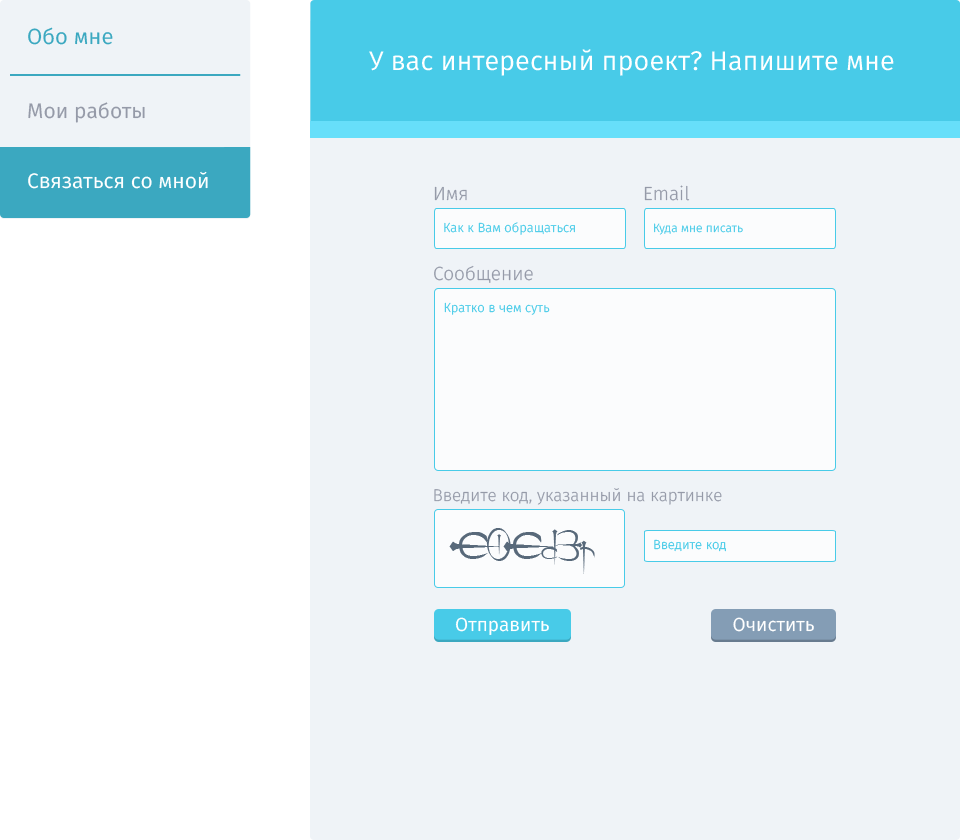 Обо мне
Мои работы
Связаться со мной
У вас интересный проект? Напишите мне
Имя
Email
Как к Вам обращаться
Куда мне писать
Сообщение
Кратко в чем суть
Введите код, указанный на картинке
Введите код
Отправить
Очистить